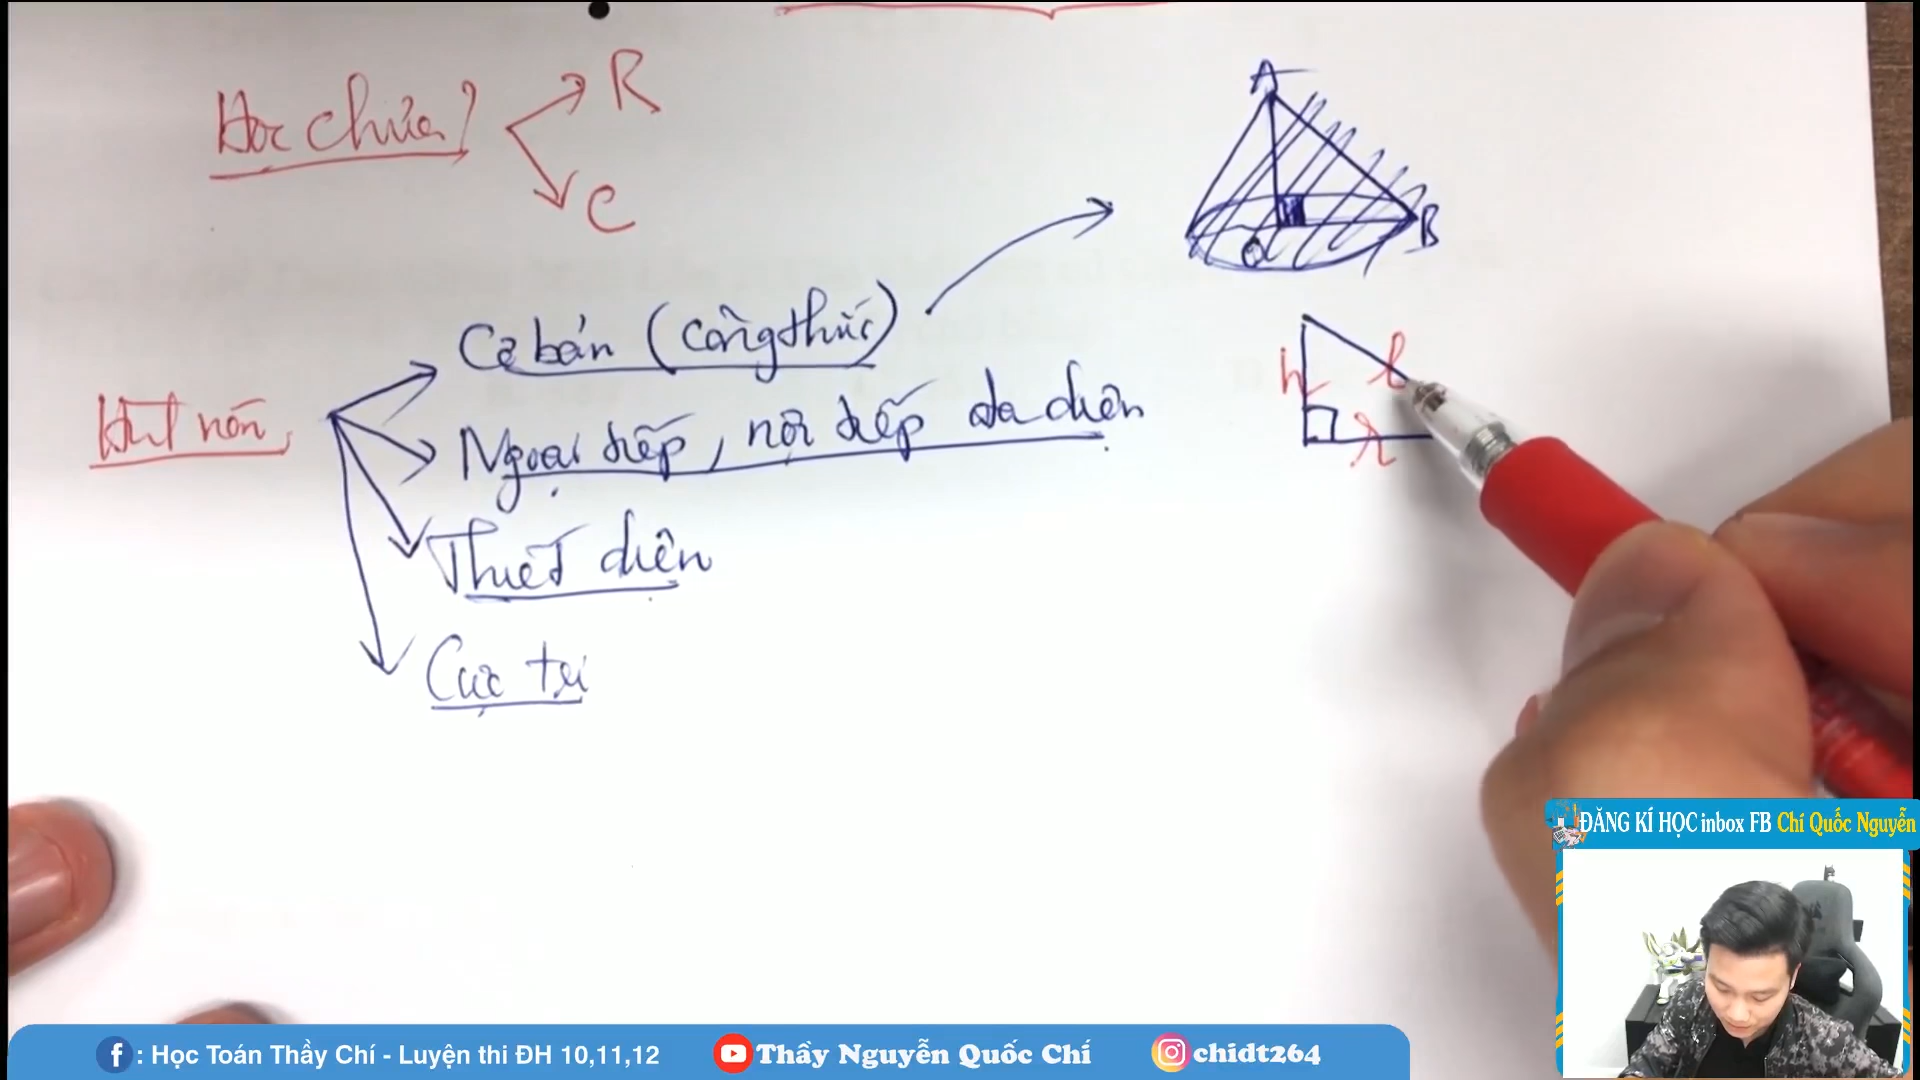 Học chưa?
R
C
A
B
O
Hình nón,
Cơ bản (công thức)
Ngoại tiếp, nội tiếp đa diện
Thiết diện
Cực trị
h
l
r
ĐĂNG KÍ HỌC inbox FB Chí Quốc Nguyễn
: Học Toán Thầy Chí - Luyện thi ĐH 10,11,12
Thầy Nguyễn Quốc Chí
chidt264